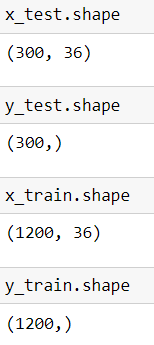 x_test.shape
(300, 36)
y_test.shape
(300,)
x_train.shape
(1200, 36)
y_train.shape
(1200,)